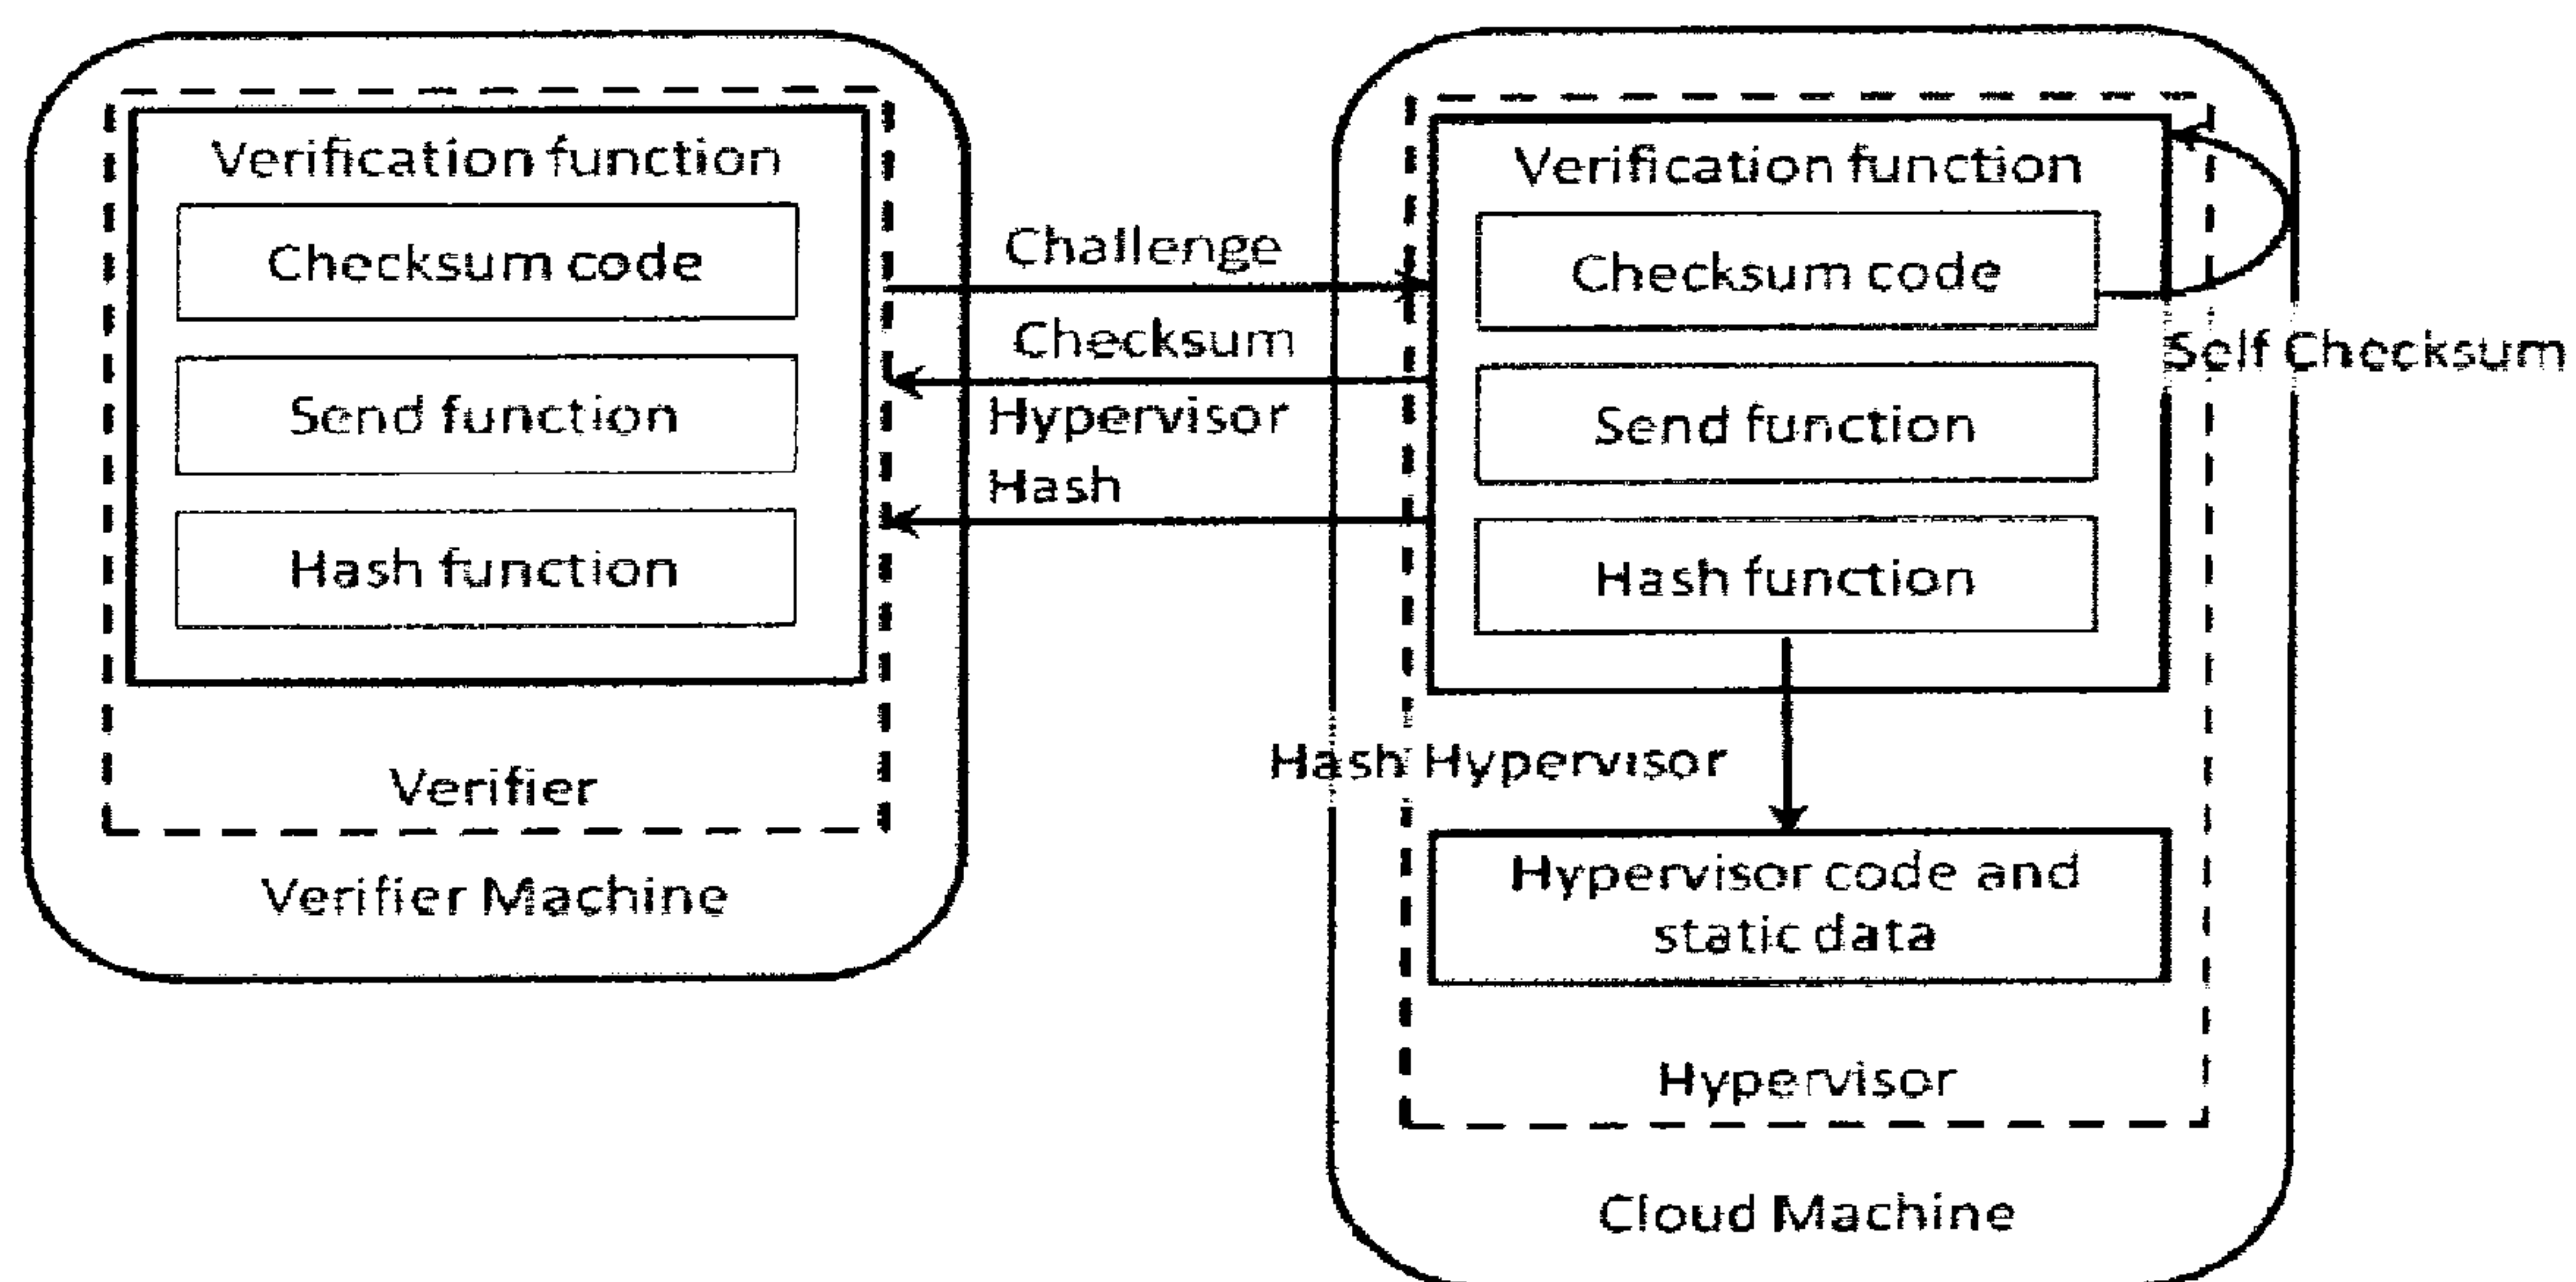 Verification function
Checksum code
Send function
Hash function
Verifier
Verifier Machine
Challenge
Checksum
Hypervisor
Hash
Verification function
Checksum code
Self Checksum
Send function
Hash function
Hash Hypervisor
Hypervisor code and
static data
Hypervisor
Cloud Machine